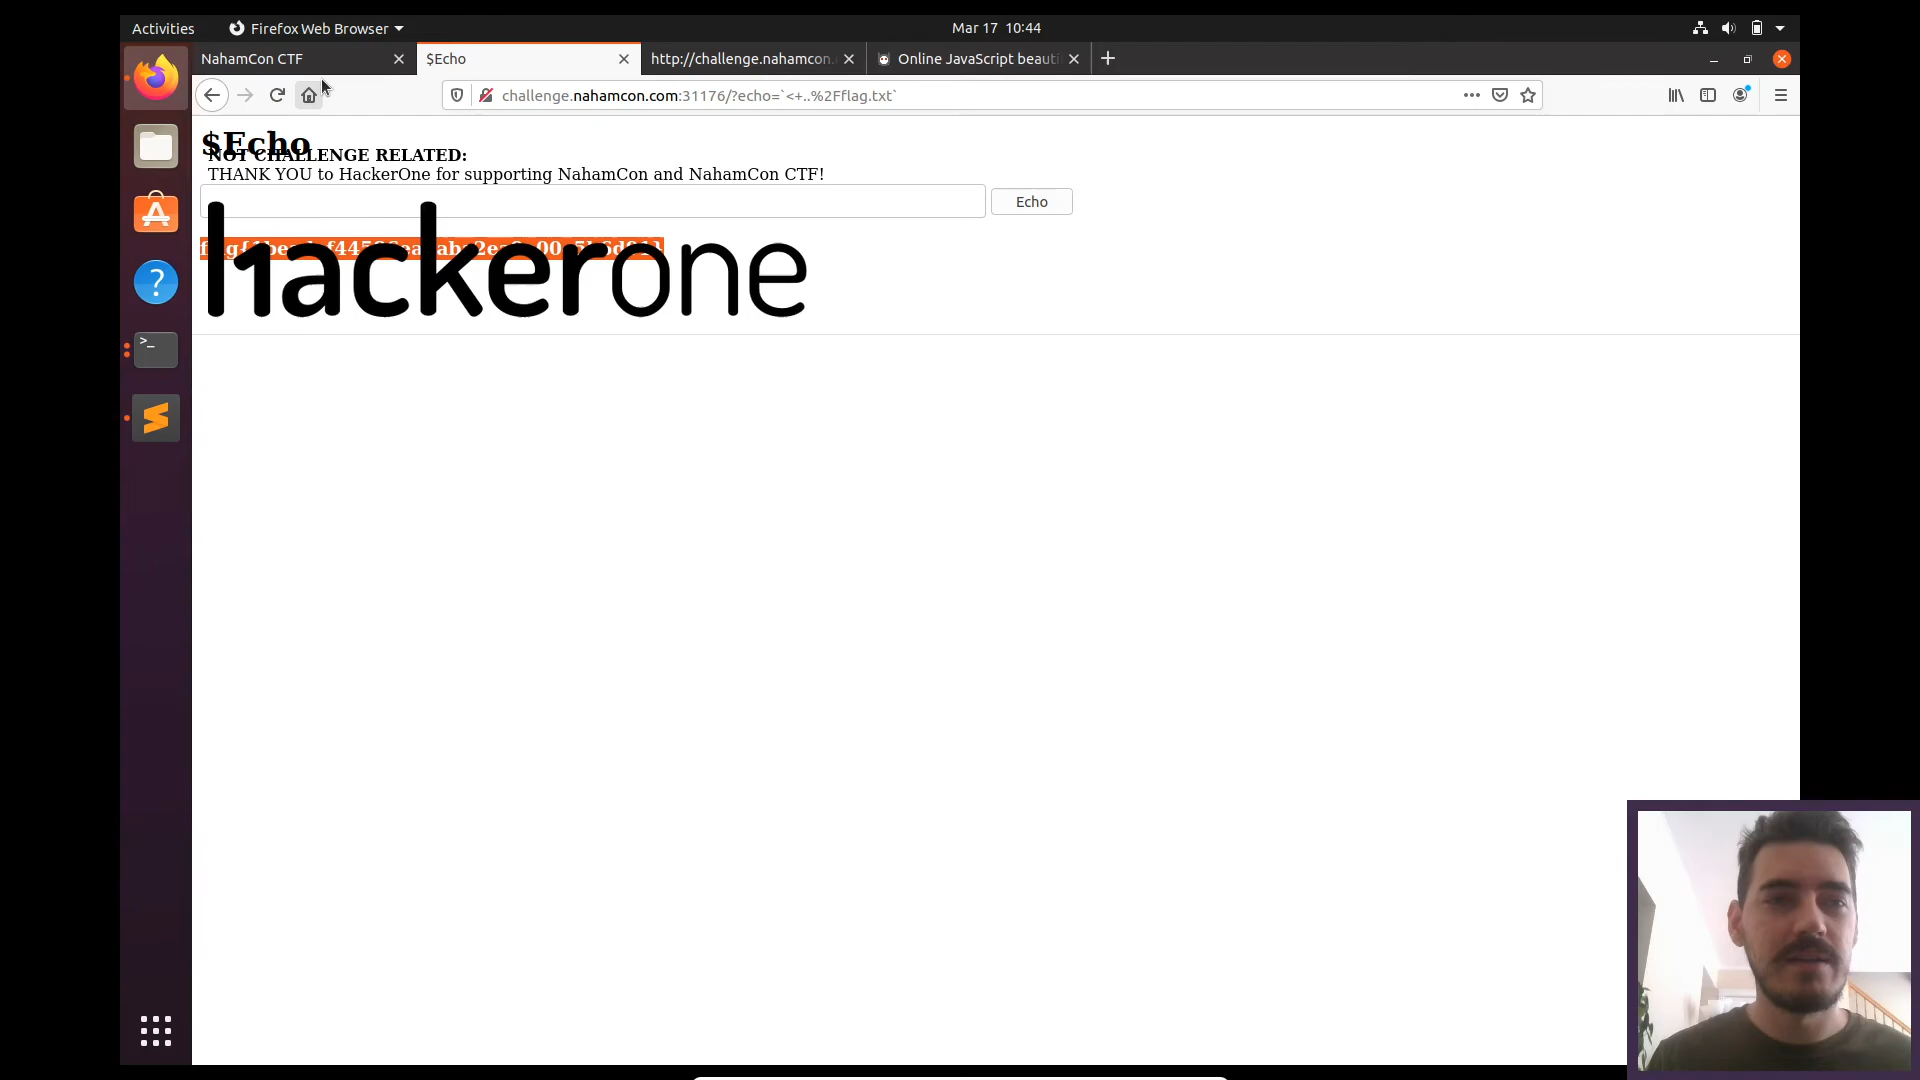 Activities
Firefox Web Browser
Mar 17 10:44
NahamCon CTF
$Echo
http://challenge.nahamcon.
Online JavaScript beauti
challenge.nahamcon.com:31176/?echo=`<+..%2Fflag.txt`
$Echo
NOT CHALLENGE RELATED:
THANK YOU to HackerOne for supporting NahamCon and NahamCon CTF!
Echo
hackerone